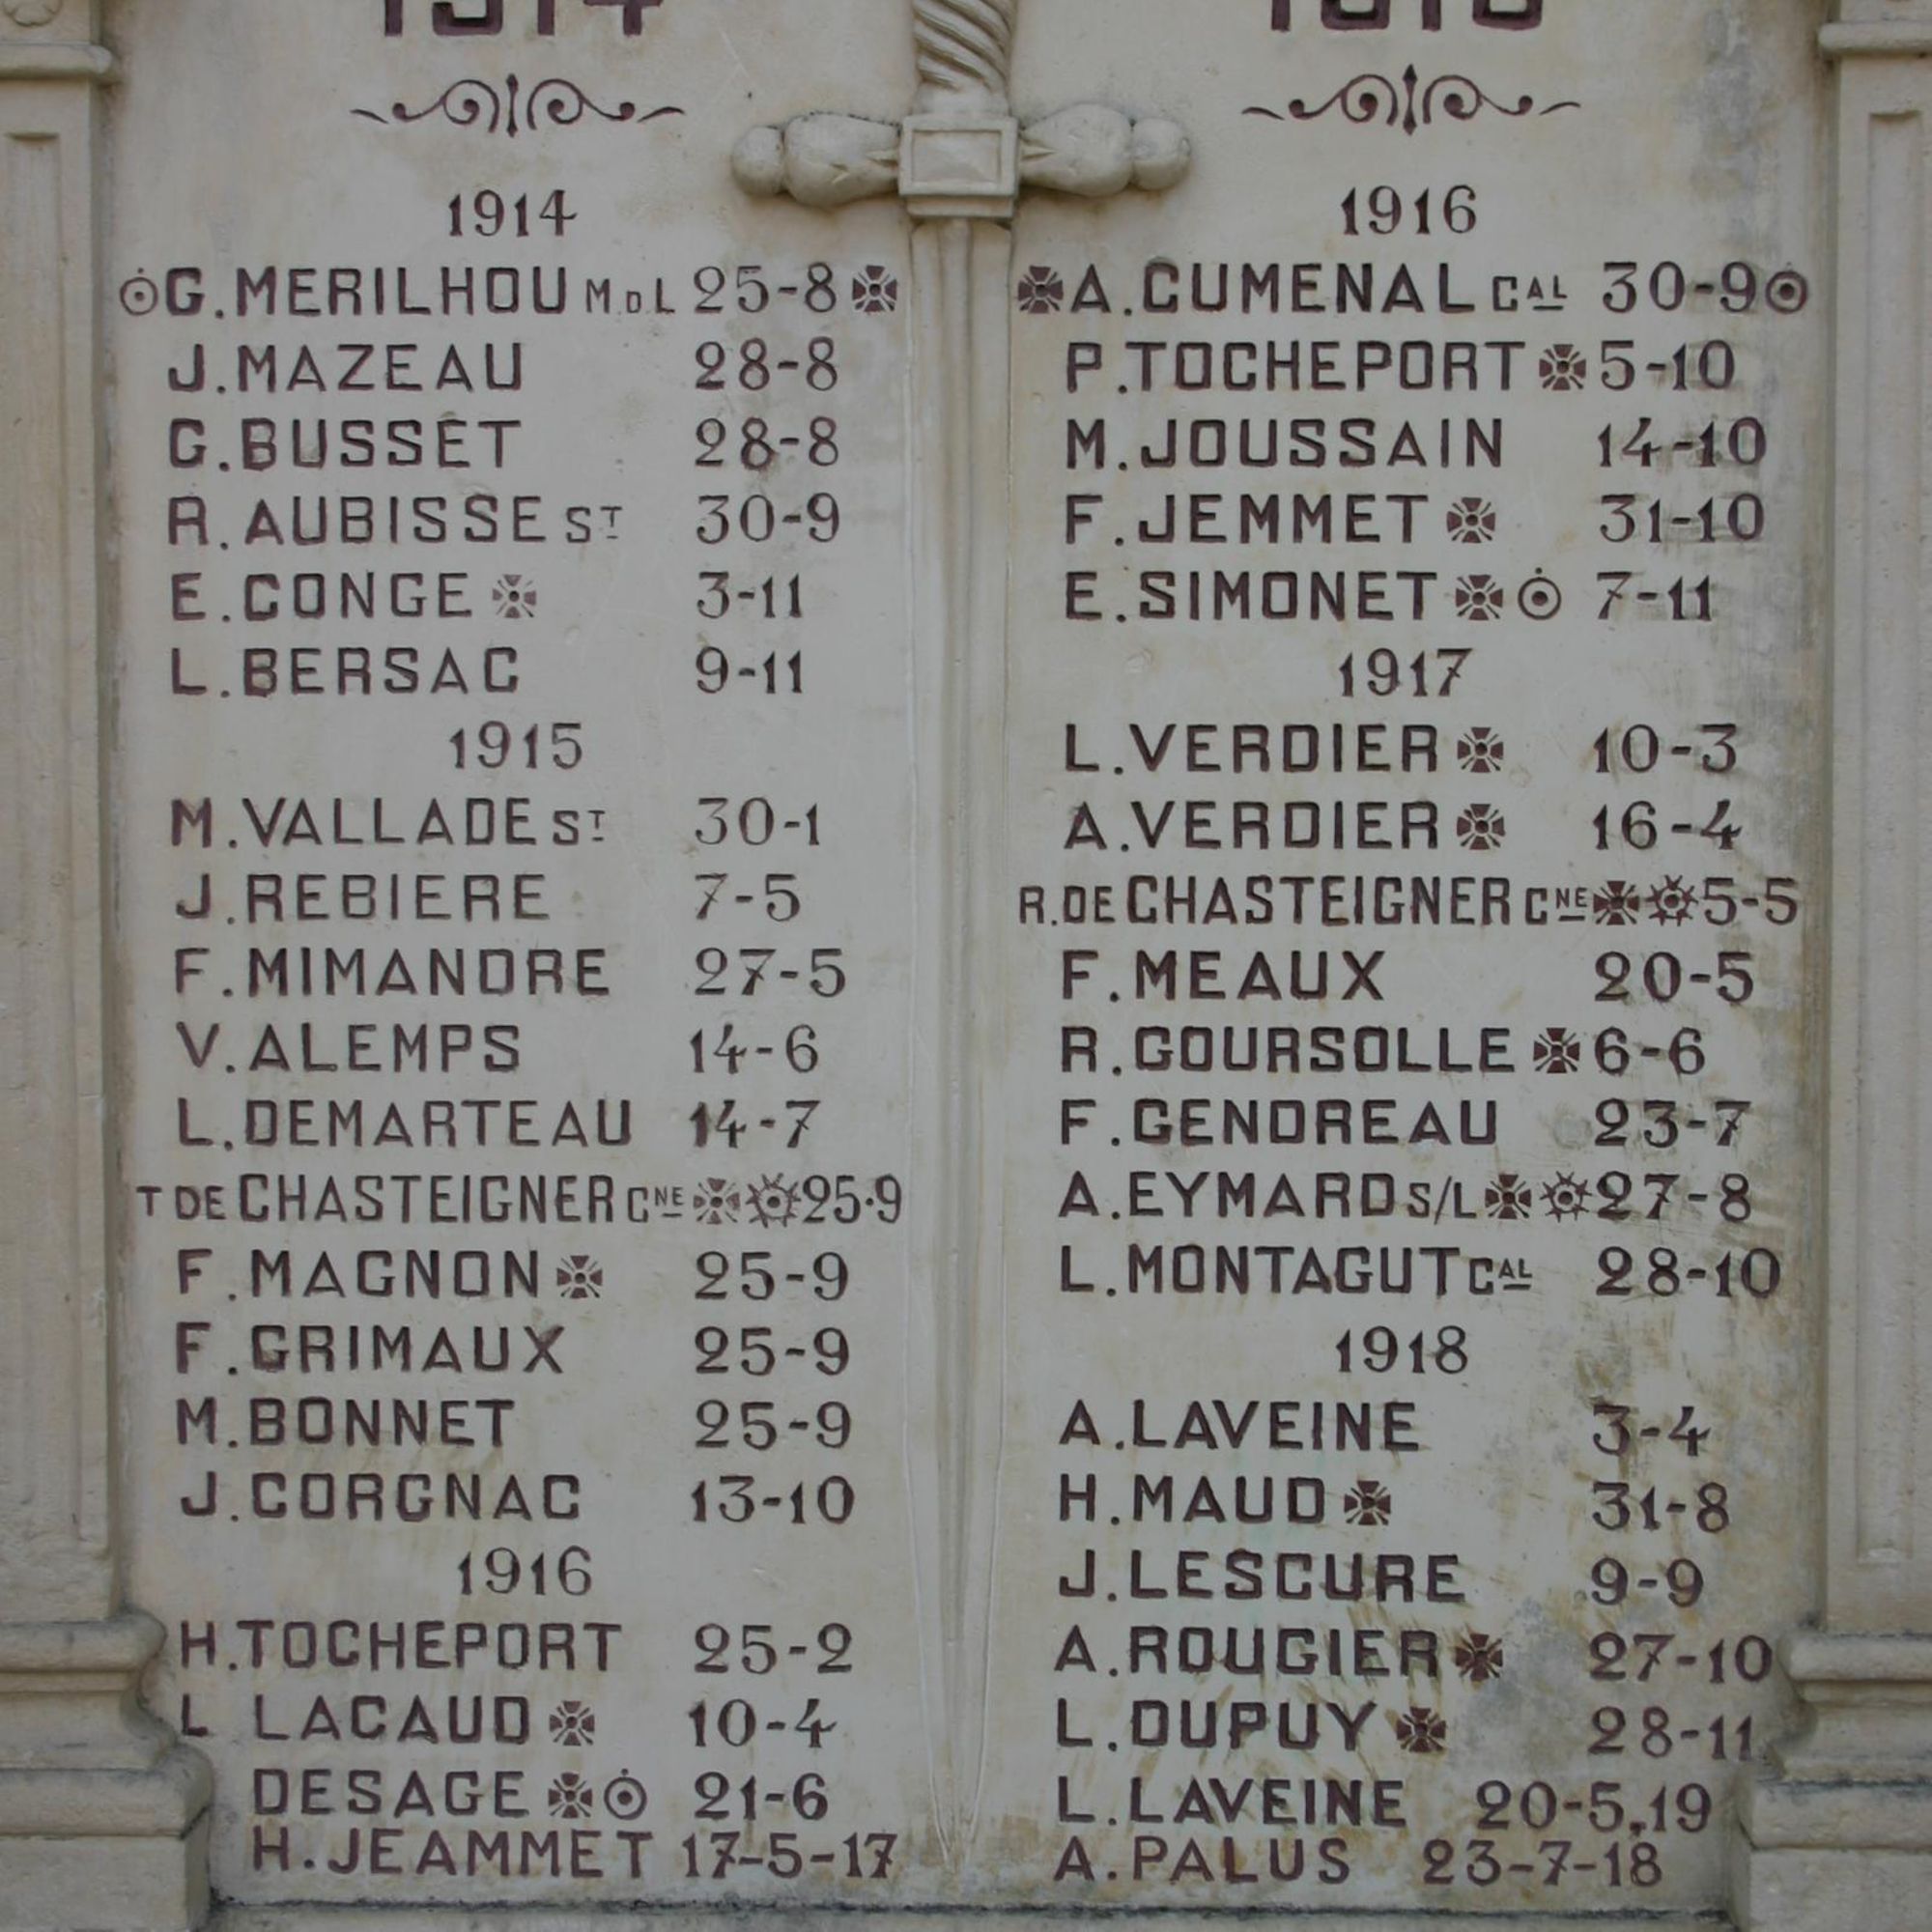 1914
1914
G. MERILHOU M.D.L 25-8
J. MAZEAU 28-8
G. BUSSET 28-8
R. AUBISSE ST 30-9
E. CONGE 3-11
L. BERSAC 9-11
1915
M. VALLADE ST 30-1
J. REBIERE 7-5
F. MIMANDRE 27-5
V. ALEMPS 14-6
L. DEMARTEAU 14-7
T DE CHASTEIGNER CNE 25·9
F. MAGNON 25-9
F. GRIMAUX 25-9
M. BONNET 25-9
J. CORGNAC 13-10
1916
H. TOCHEPORT 25-2
L LACAUD 10-4
DESAGE 21-6
H. JEAMMET 17-5-17
1918
1916
A. CUMENAL CAL 30-9
P. TOCHEPORT 5-10
M. JOUSSAIN 14-10
F. JEMMET 31-10
E. SIMONET 7-11
1917
L. VERDIER 10-3
A. VERDIER 16-4
R. DE CHASTEIGNER CNE 5-5
F. MEAUX 20-5
R. GOURSOLLE 6-6
F. GENDREAU 23-7
A. EYMARD S/L 27-8
L. MONTAGUT CAL 28-10
1918
A. LAVEINE 3-4
H. MAUD 31-8
J. LESCURE 9-9
A. ROUGIER 27-10
L. DUPUY 28-11
L. LAVEINE 20-5.19
A. PALUS 23-7-18